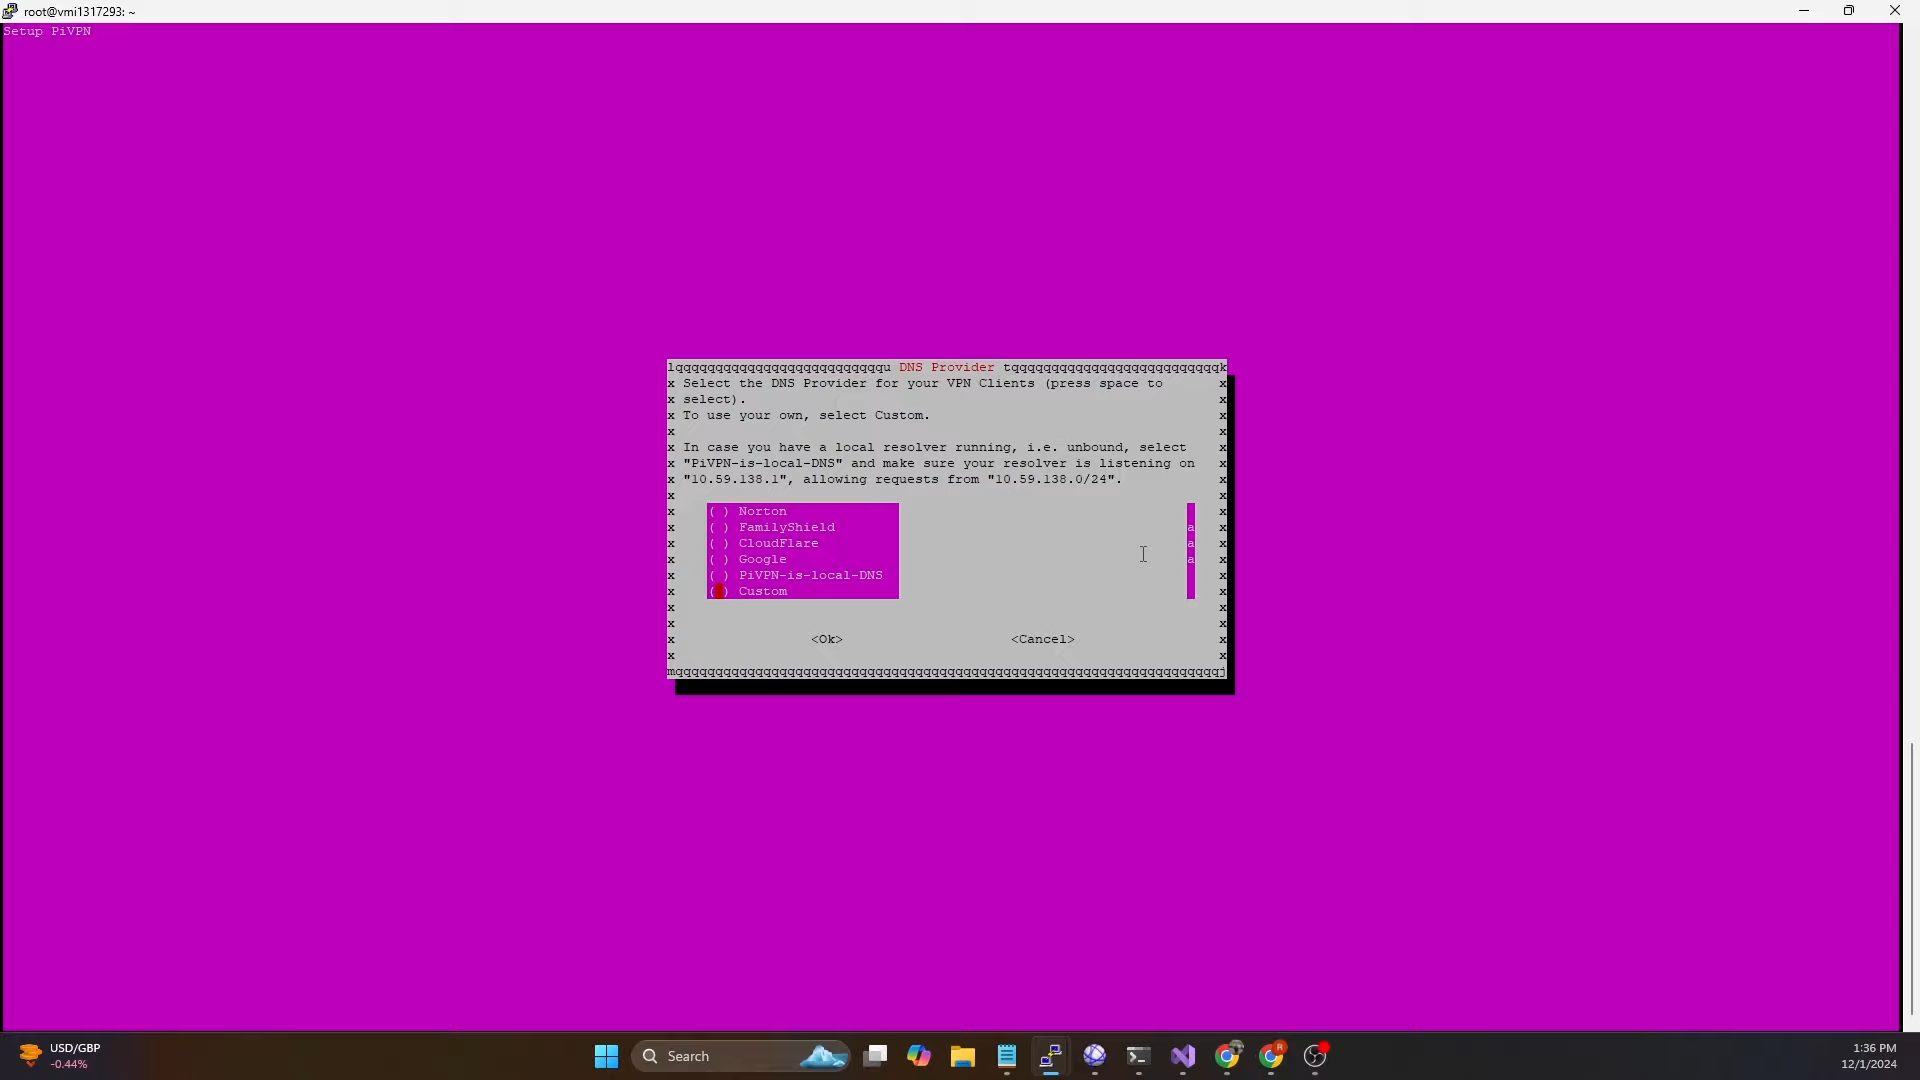 root@vmi1317293: ~
Setup PiVPN
lqqqqqqqqqqqqqqqqqqqqqqqqqqu DNS Provider tqqqqqqqqqqqqqqqqqqqqqqqqqqk
x Select the DNS Provider for your VPN Clients (press space to x
x select). x
x To use your own, select Custom. x
x x
x In case you have a local resolver running, i.e. unbound, select x
x "PiVPN-is-local-DNS" and make sure your resolver is listening on x
x "10.59.138.1", allowing requests from "10.59.138.0/24". x
x x
x ( ) Norton x
x ( ) FamilyShield a x
x ( ) CloudFlare a x
x ( ) Google a x
x ( ) PiVPN-is-local-DNS x
x ( ) Custom x
x x
x x
x <Ok> <Cancel> x
x x
mqqqqqqqqqqqqqqqqqqqqqqqqqqqqqqqqqqqqqqqqqqqqqqqqqqqqqqqqqqqqqqqqqqqqj
USD/GBP
-0.44%
Search
R
1:36 PM
12/1/2024